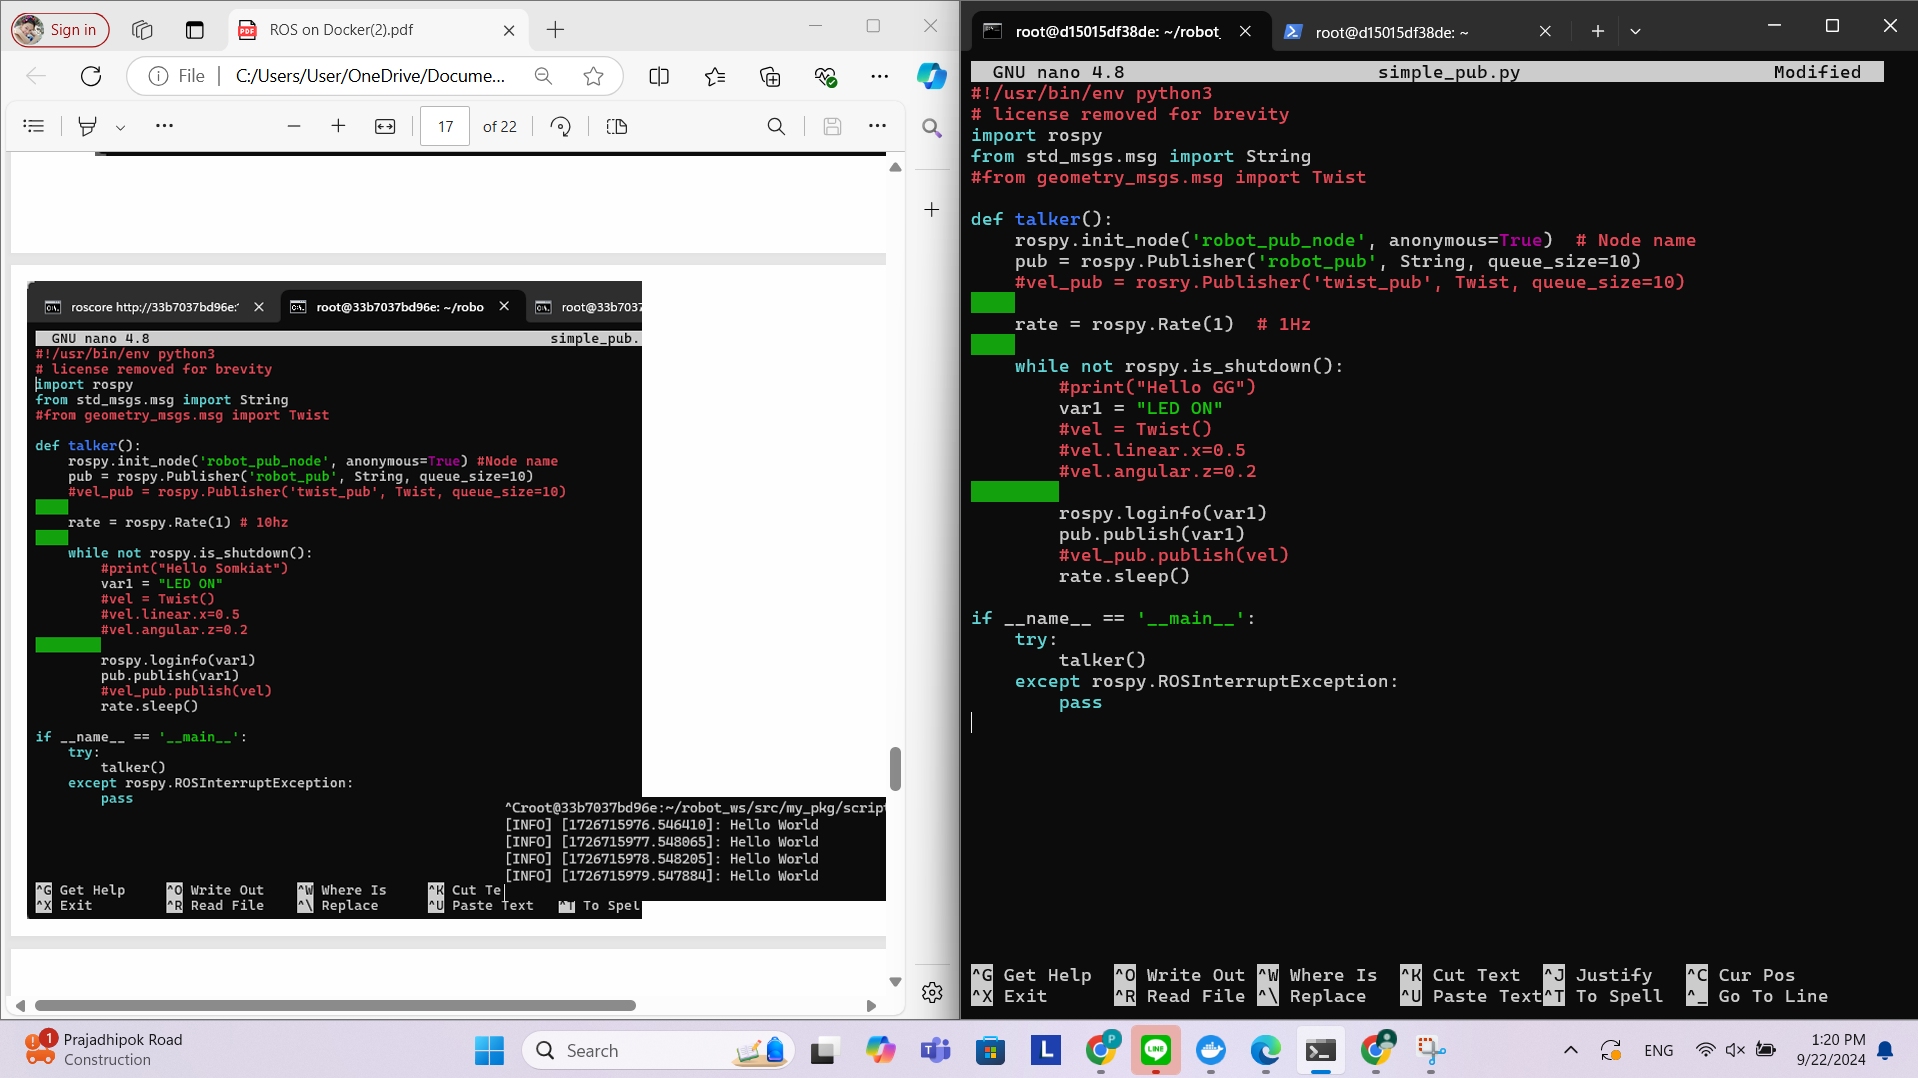 Sign in
ROS on Docker(2).pdf
File
C:/Users/User/OneDrive/Docume...
17 of 22
roscore http://33b7037bd96e:
root@33b7037bd96e: ~/robo
root@33b7037
GNU nano 4.8 simple_pub.
#!/usr/bin/env python3
# license removed for brevity
import rospy
from std_msgs.msg import String
#from geometry_msgs.msg import Twist
def talker():
rospy.init_node('robot_pub_node', anonymous=True) #Node name
pub = rospy.Publisher('robot_pub', String, queue_size=10)
#vel_pub = rospy.Publisher('twist_pub', Twist, queue_size=10)
rate = rospy.Rate(1) # 10hz
while not rospy.is_shutdown():
#print("Hello Somkiat")
var1 = "LED ON"
#vel = Twist()
#vel.linear.x=0.5
#vel.angular.z=0.2
rospy.loginfo(var1)
pub.publish(var1)
#vel_pub.publish(vel)
rate.sleep()
if __name__ == '__main__':
try:
talker()
except rospy.ROSInterruptException:
pass
^Croot@33b7037bd96e:~/robot_ws/src/my_pkg/script
[INFO] [1726715976.546410]: Hello World
[INFO] [1726715977.548065]: Hello World
[INFO] [1726715978.548205]: Hello World
[INFO] [1726715979.547884]: Hello World
^G Get Help ^O Write Out ^W Where Is ^K Cut Te
^X Exit ^R Read File ^\ Replace ^U Paste Text ^T To Spel
root@d15015df38de: ~/robot_
root@d15015df38de: ~
GNU nano 4.8 simple_pub.py Modified
#!/usr/bin/env python3
# license removed for brevity
import rospy
from std_msgs.msg import String
#from geometry_msgs.msg import Twist
def talker():
rospy.init_node('robot_pub_node', anonymous=True) # Node name
pub = rospy.Publisher('robot_pub', String, queue_size=10)
#vel_pub = rosry.Publisher('twist_pub', Twist, queue_size=10)
rate = rospy.Rate(1) # 1Hz
while not rospy.is_shutdown():
#print("Hello GG")
var1 = "LED ON"
#vel = Twist()
#vel.linear.x=0.5
#vel.angular.z=0.2
rospy.loginfo(var1)
pub.publish(var1)
#vel_pub.publish(vel)
rate.sleep()
if __name__ == '__main__':
try:
talker()
except rospy.ROSInterruptException:
pass
^G Get Help ^O Write Out ^W Where Is ^K Cut Text ^J Justify ^C Cur Pos
^X Exit ^R Read File ^\ Replace ^U Paste Text ^T To Spell ^_ Go To Line
1
Prajadhipok Road
Construction
Search
ENG
1:20 PM
9/22/2024